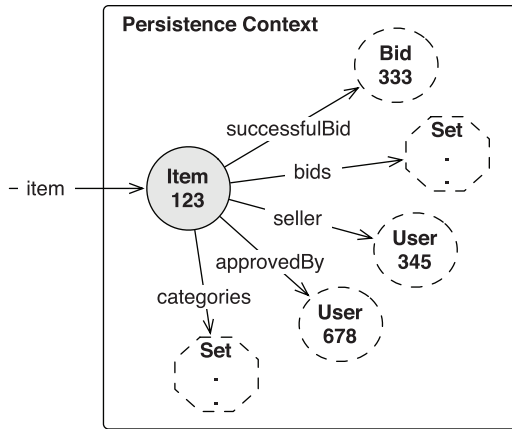 Persistence Context
Bid
333
successfulBid
Set
.
.
bids
Item
123
item
seller
User
345
approvedBy
categories
User
678
Set
.
.